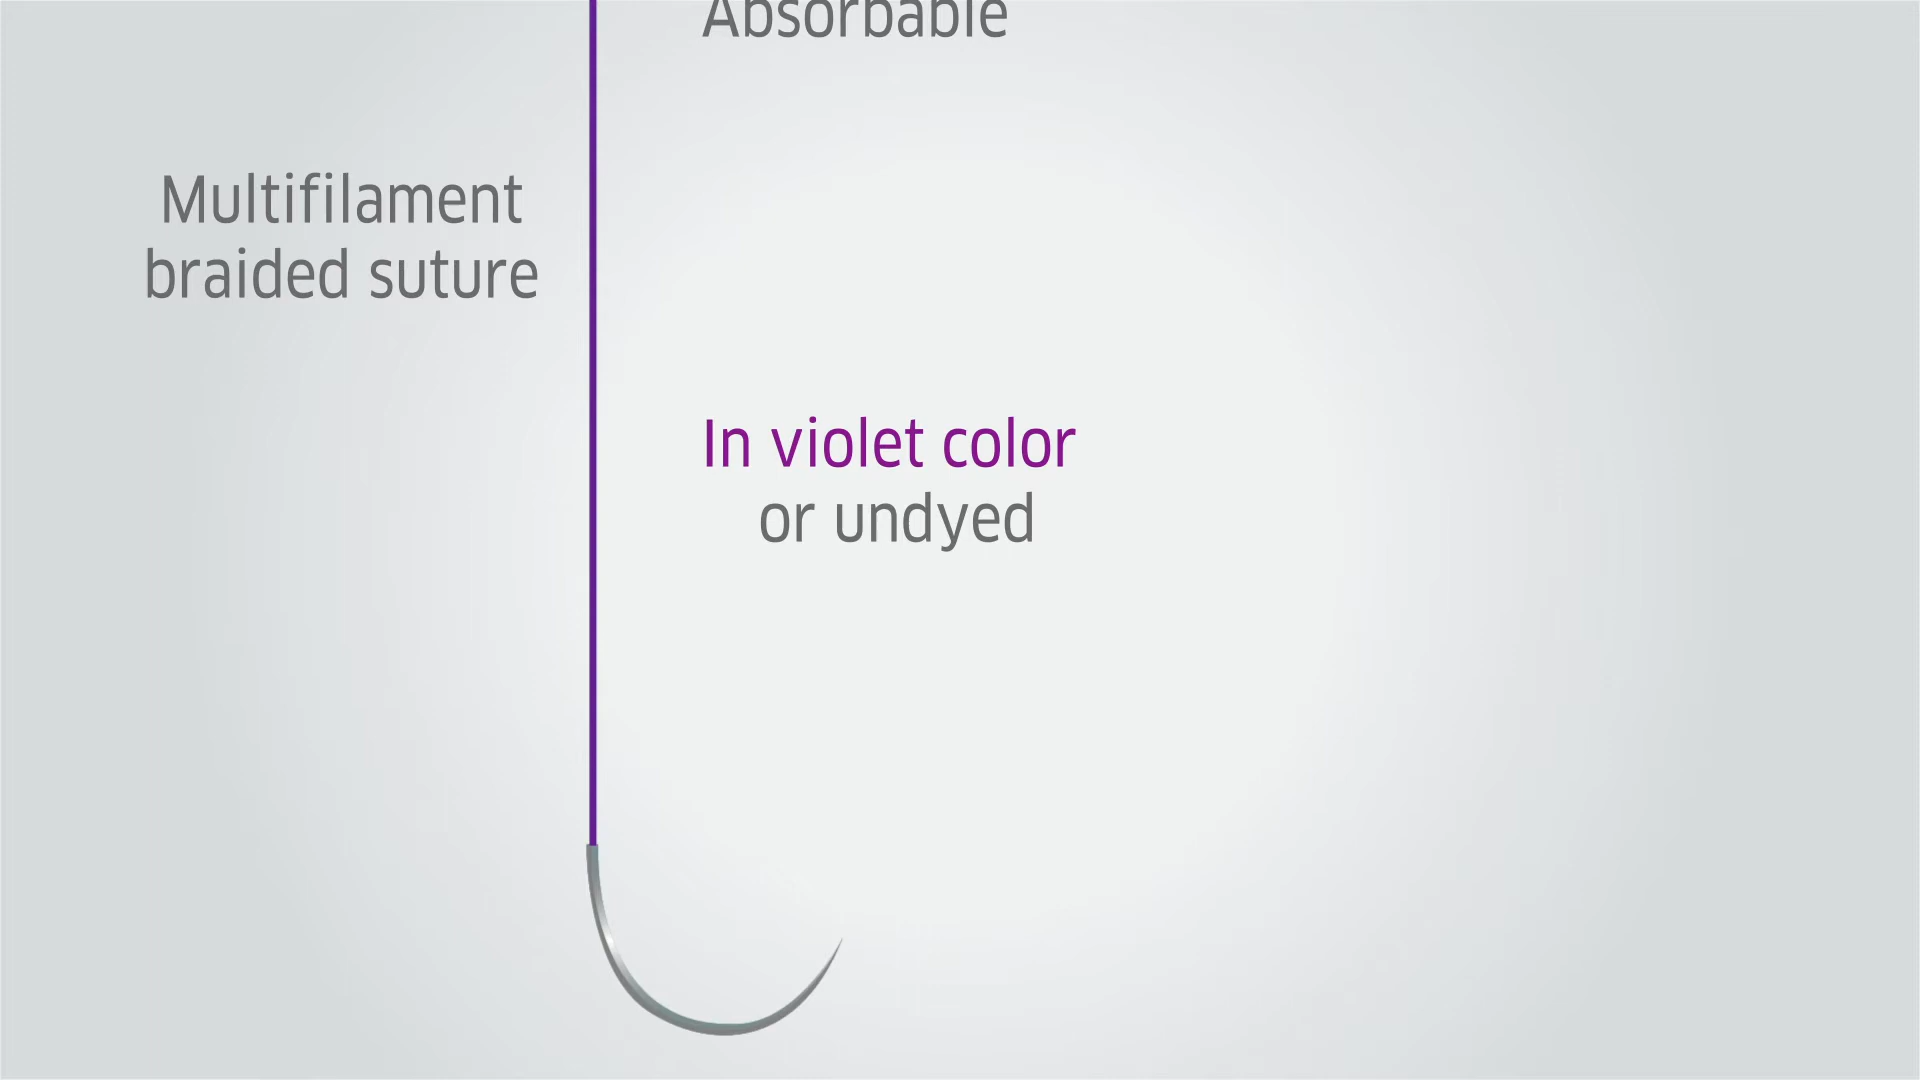 Absorbable
Multifilament
braided suture
In violet color
or undyed